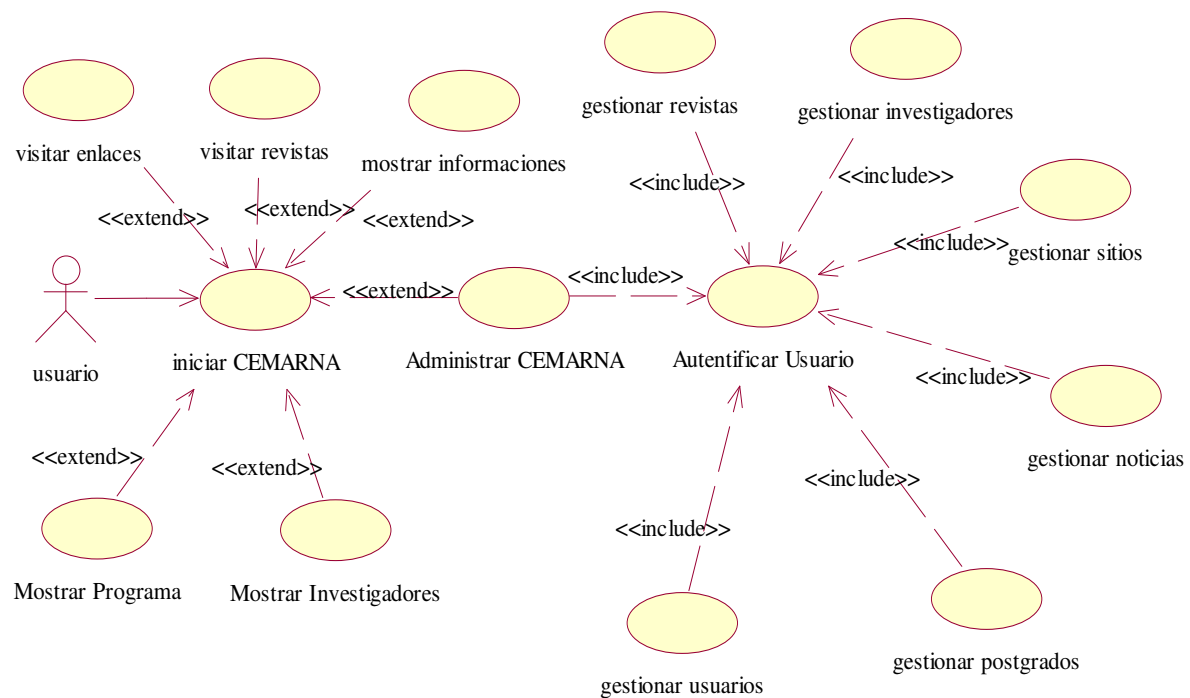 gestionar revistas
gestionar investigadores
visitar enlaces
visitar revistas
mostrar informaciones
<<include>>
<<include>>
<<extend>>
<<extend>>
<<extend>>
<<include>>
gestionar sitios
<<extend>>
<<include>>
usuario
iniciar CEMARNA
Administrar CEMARNA
Autentificar Usuario
<<include>>
<<extend>>
<<extend>>
<<include>>
gestionar noticias
<<include>>
Mostrar Programa
Mostrar Investigadores
gestionar usuarios
gestionar postgrados